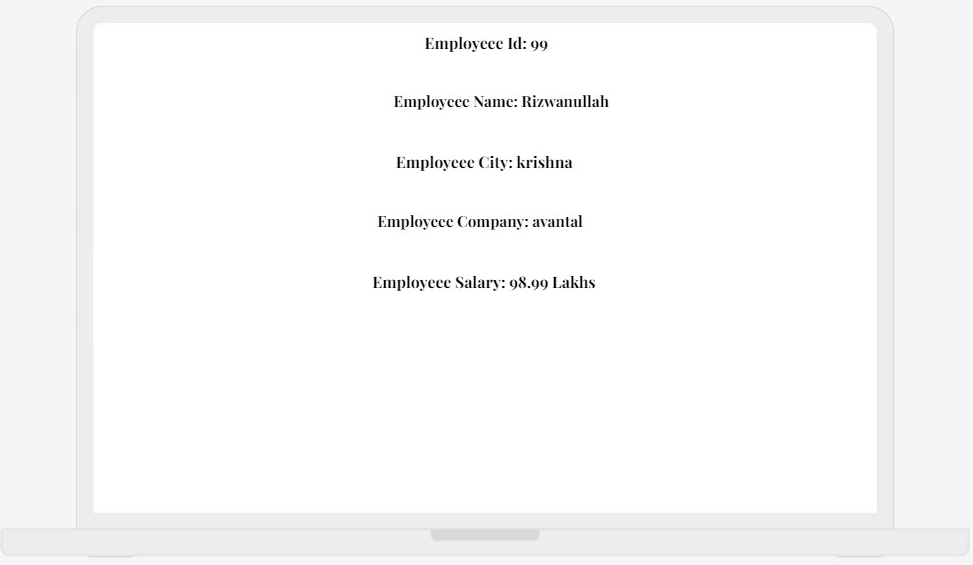 Employeee Id: 99
Employeee Name: Rizwanullah
Employeee City: krishna
Employeee Company: avantal
Employeee Salary: 98.99 Lakhs